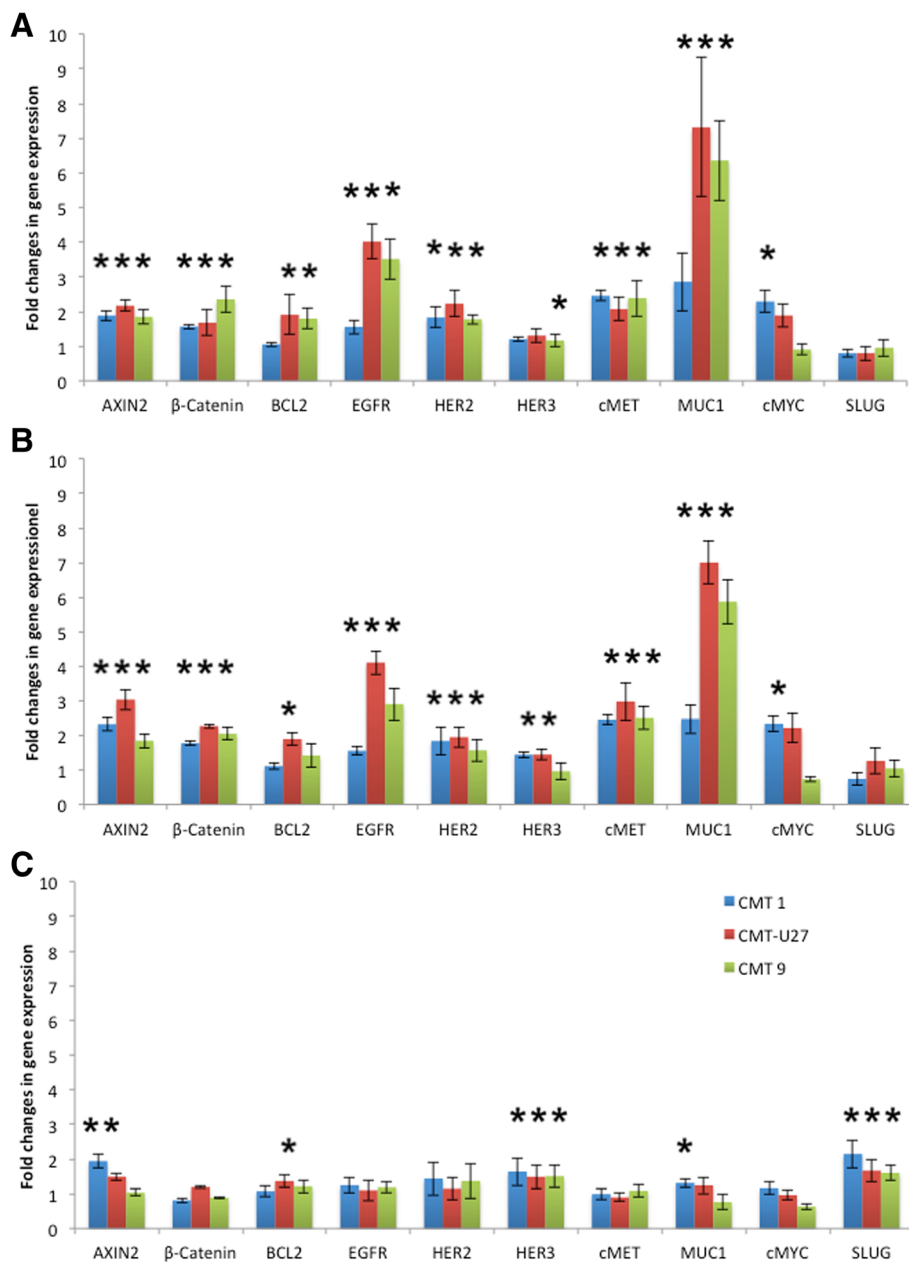 A
Fold changes in gene expression
10
9
8
7
6
5
4
3
2
1
0
*** *** ** *** *** * *** *** *
AXIN2 β-Catenin BCL2 EGFR HER2 HER3 cMET MUC1 cMYC SLUG
B
Fold changes in gene expressionel
10
9
8
7
6
5
4
3
2
1
0
*** *** * *** *** ** *** *** *
AXIN2 β-Catenin BCL2 EGFR HER2 HER3 cMET MUC1 cMYC SLUG
C
Fold changes in gene expression
10
9
8
7
6
5
4
3
2
1
0
CMT 1
CMT-U27
CMT 9
** * *** * ***
AXIN2 β-Catenin BCL2 EGFR HER2 HER3 cMET MUC1 cMYC SLUG